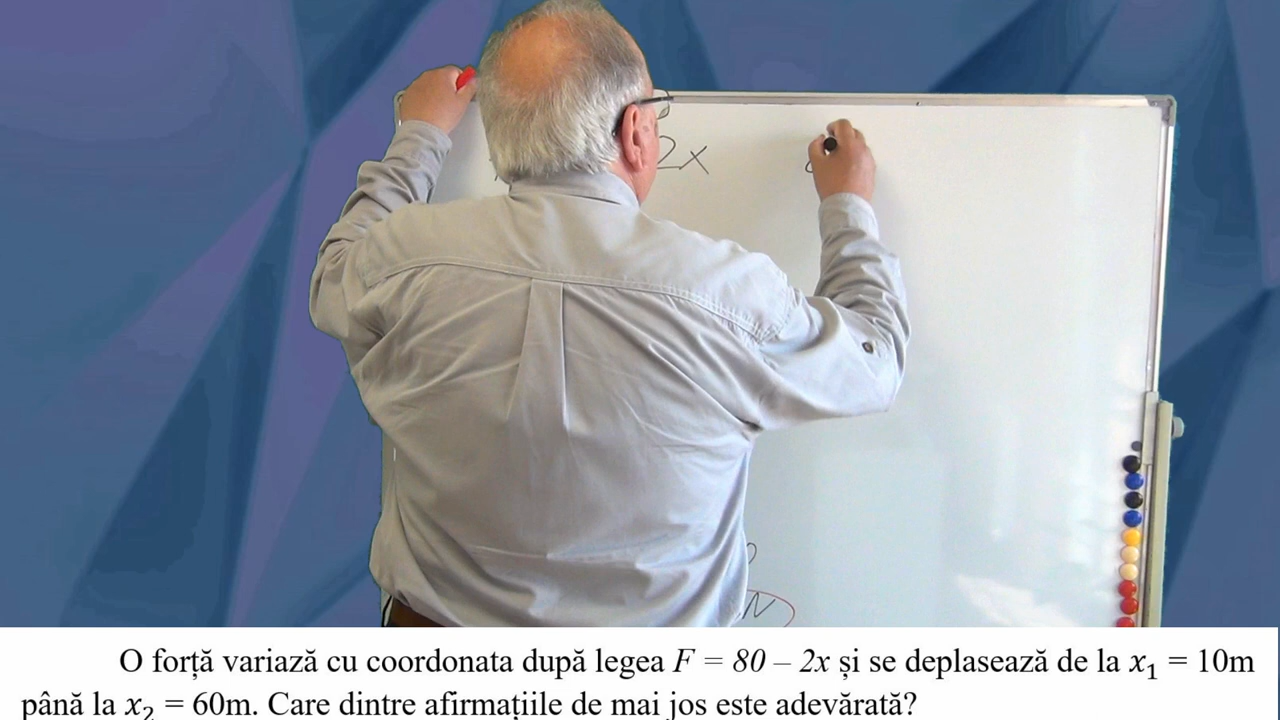 2x
N
O forță variază cu coordonata după legea F = 80 – 2x și se deplasează de la x₁ = 10m
până la x₂ = 60m. Care dintre afirmațiile de mai jos este adevărată?